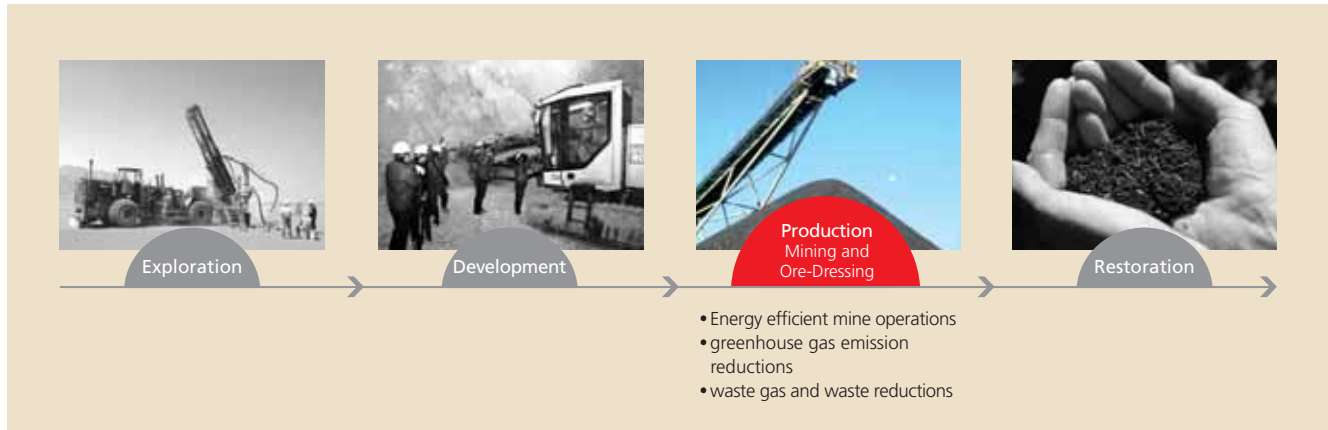 Exploration
Development
Production
Mining and
Ore-Dressing
Restoration
• Energy efficient mine operations
• greenhouse gas emission
reductions
• waste gas and waste reductions